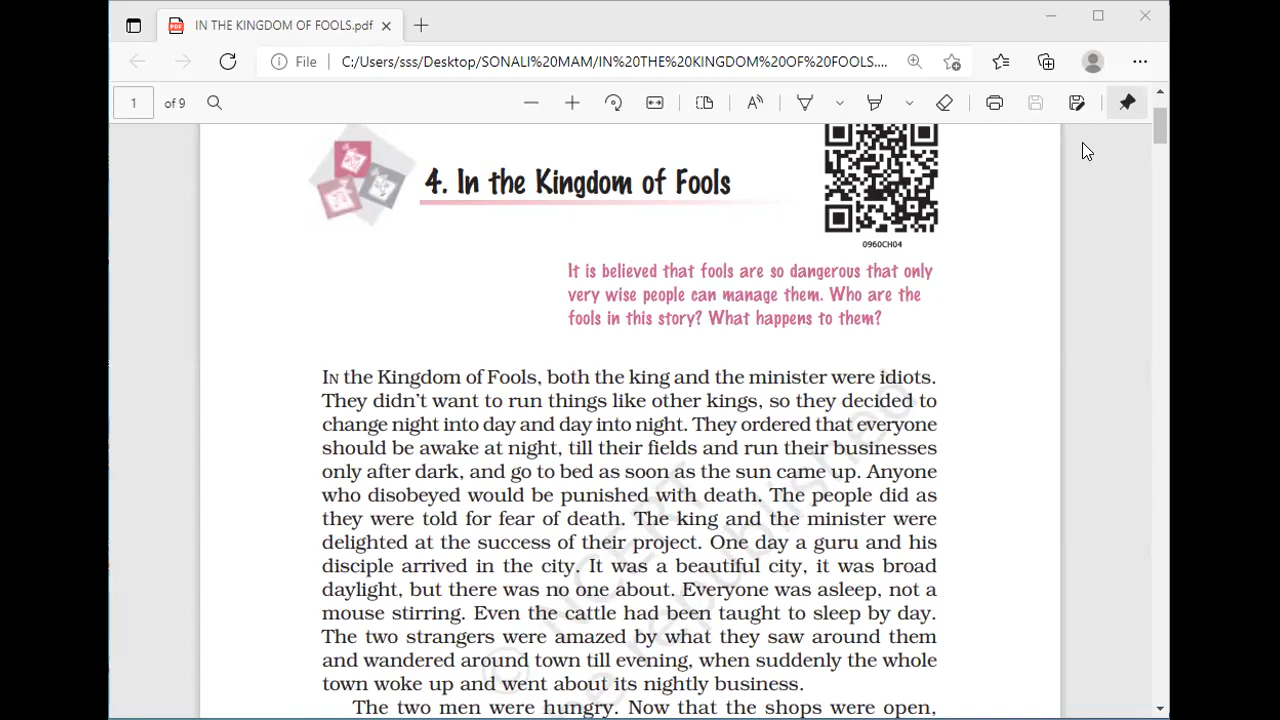 IN THE KINGDOM OF FOOLS.pdf
File C:/Users/sss/Desktop/SONALI%20MAM/IN%20THE%20KINGDOM%20OF%20FOOLS....
1 of 9
4. In the Kingdom of Fools
0960CH04
It is believed that fools are so dangerous that only
very wise people can manage them. Who are the
fools in this story? What happens to them?
IN the Kingdom of Fools, both the king and the minister were idiots.
They didn't want to run things like other kings, so they decided to
change night into day and day into night. They ordered that everyone
should be awake at night, till their fields and run their businesses
only after dark, and go to bed as soon as the sun came up. Anyone
who disobeyed would be punished with death. The people did as
they were told for fear of death. The king and the minister were
delighted at the success of their project. One day a guru and his
disciple arrived in the city. It was a beautiful city, it was broad
daylight, but there was no one about. Everyone was asleep, not a
mouse stirring. Even the cattle had been taught to sleep by day.
The two strangers were amazed by what they saw around them
and wandered around town till evening, when suddenly the whole
town woke up and went about its nightly business.
The two men were hungry. Now that the shops were open,
© NCERT
republished